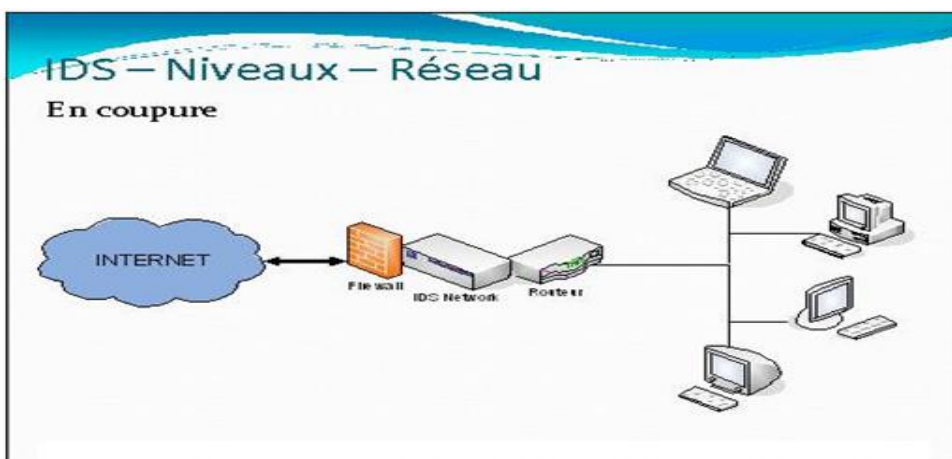 IDS – Niveaux – Réseau
En coupure
INTERNET
Firewall
IDS Network
Routeur